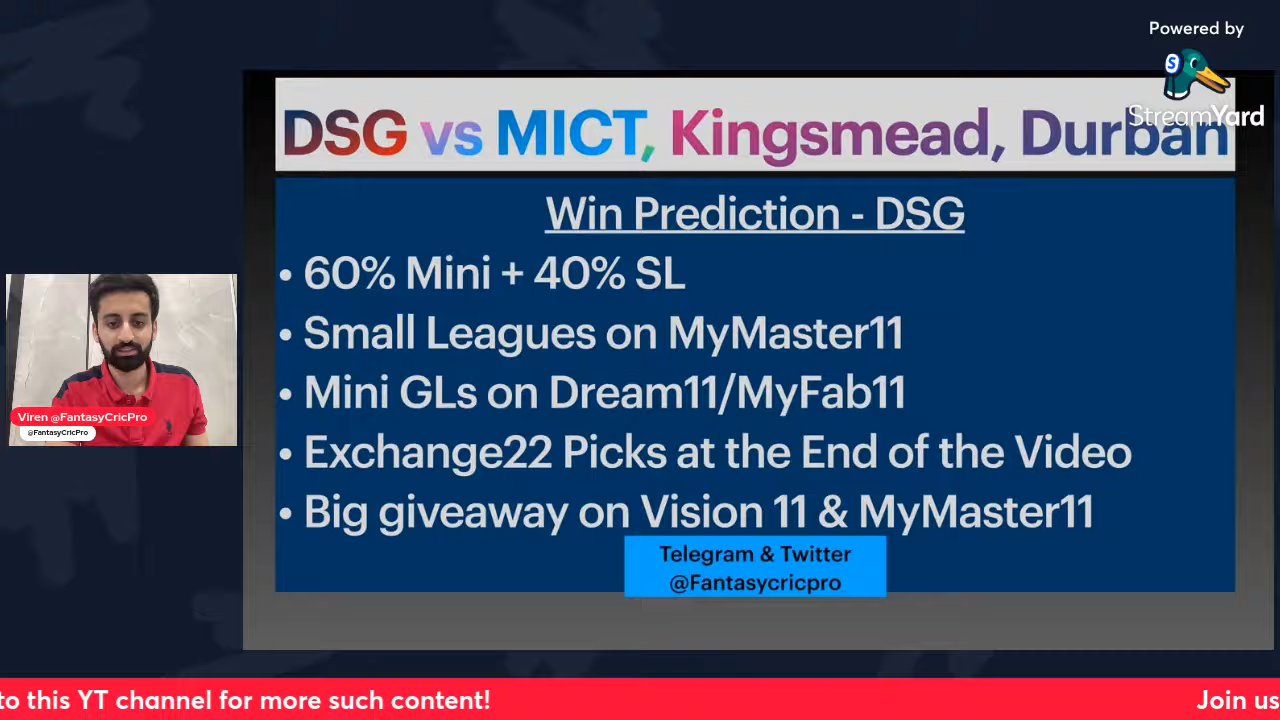 Powered by
StreamYard
DSG vs MICT, Kingsmead, Durban
Win Prediction - DSG
• 60% Mini + 40% SL
• Small Leagues on MyMaster11
• Mini GLs on Dream11/MyFab11
• Exchange22 Picks at the End of the Video
• Big giveaway on Vision 11 & MyMaster11
Telegram & Twitter
@Fantasycricpro
Viren @FantasyCricPro
@FantasyCricPro
to this YT channel for more such content!
Join us